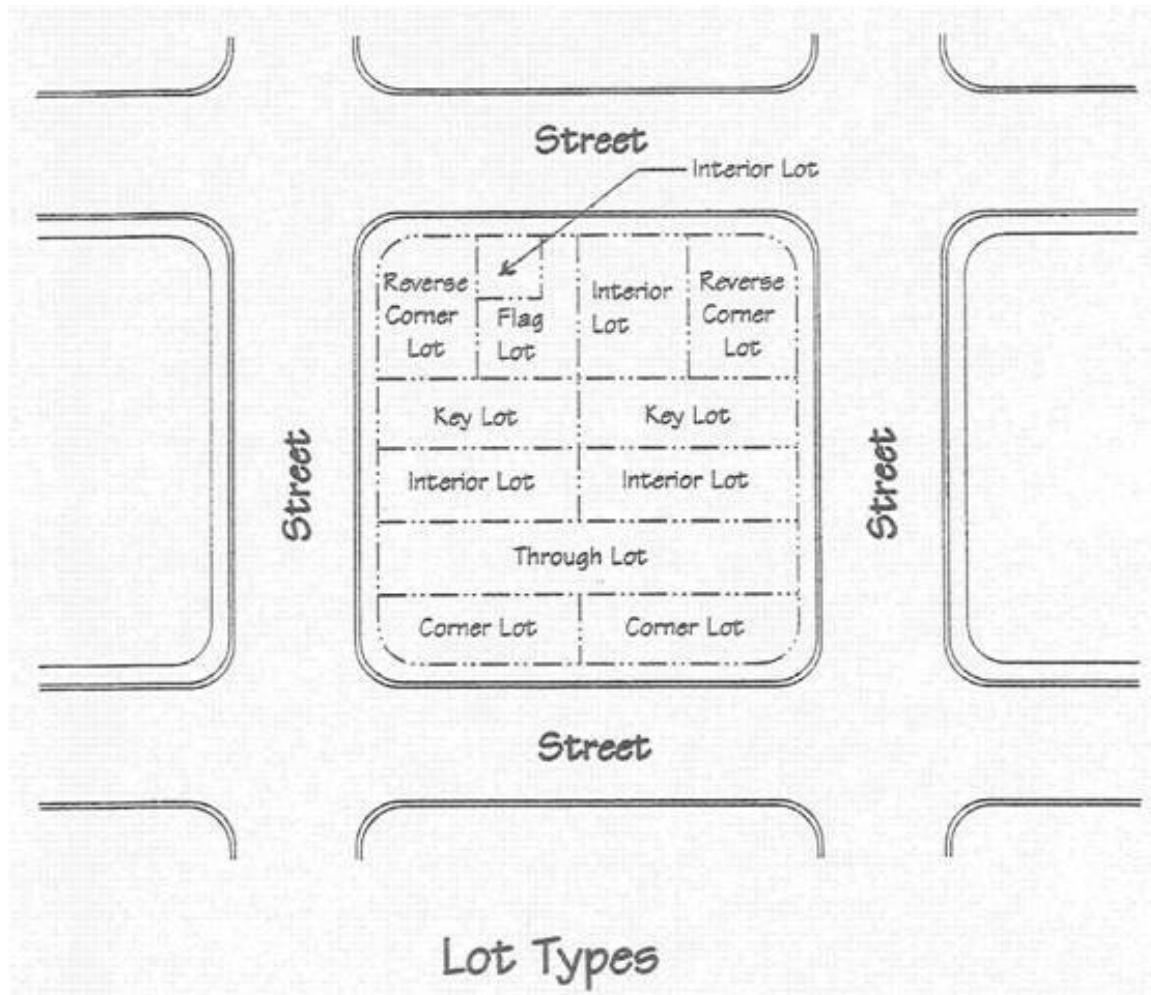 Street
Interior Lot
Reverse
Corner
Lot
Flag
Lot
Interior
Lot
Reverse
Corner
Lot
Key Lot
Key Lot
Interior Lot
Interior Lot
Through Lot
Corner Lot
Corner Lot
Street
Street
Street
Lot Types